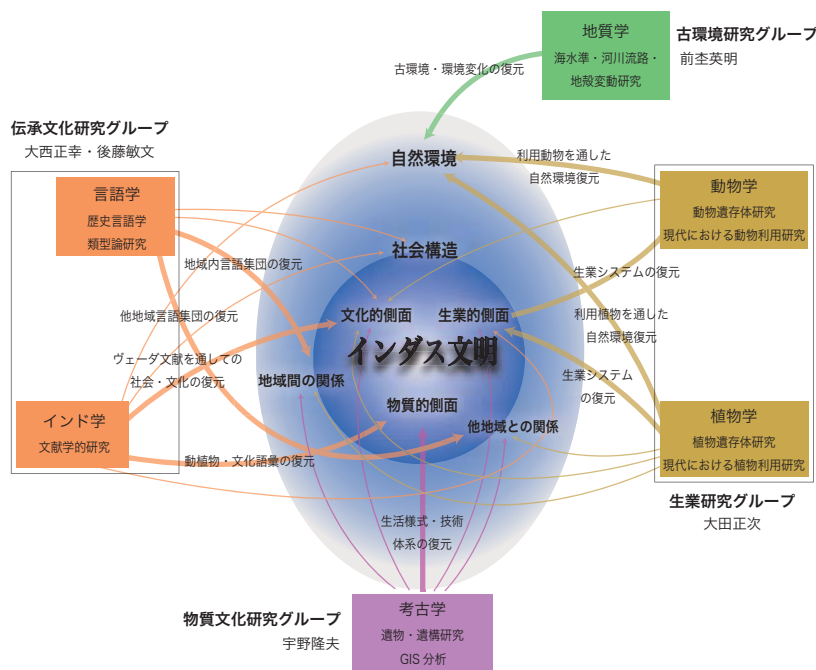 地質学
海水準・河川流路・
地殻変動研究
古環境研究グループ
前杢英明
古環境・環境変化の復元
伝承文化研究グループ
大西正幸・後藤敏文
言語学
歴史言語学
類型論研究
自然環境
利用動物を通した
自然環境復元
動物学
動物遺存体研究
現代における動物利用研究
社会構造
地域内言語集団の復元
生業システムの復元
他地域言語集団の復元
文化的側面
生業的側面
利用植物を通した
自然環境復元
インダス文明
ヴェーダ文献を通しての
社会・文化の復元
地域間の関係
生業システム
の復元
物質的側面
他地域との関係
インド学
文献学的研究
動植物・文化語彙の復元
植物学
植物遺存体研究
現代における植物利用研究
生業研究グループ
大田正次
生活様式・技術
体系の復元
物質文化研究グループ
宇野隆夫
考古学
遺物・遺構研究
GIS 分析